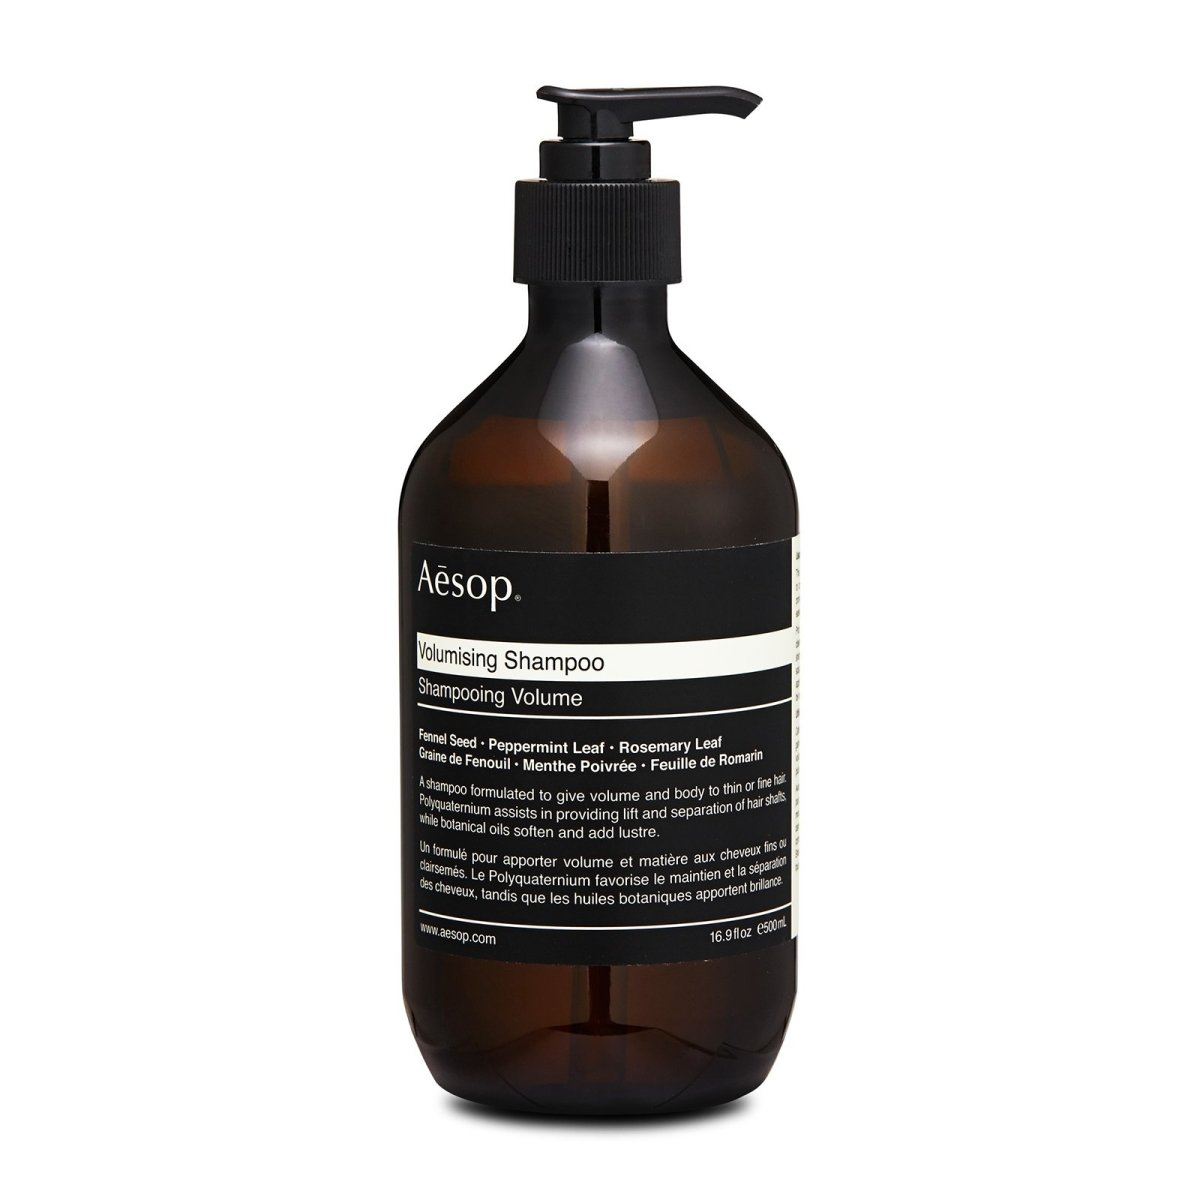 Aēsop®
Volumising Shampoo
Shampooing Volume
Fennel Seed · Peppermint Leaf · Rosemary Leaf
Graine de Fenouil · Menthe Poivrée · Feuille de Romarin
A shampoo formulated to give volume and body to thin or fine hair.
Polyquaternium assists in providing lift and separation of hair shafts,
while botanical oils soften and add lustre.
Un formulé pour apporter volume et matière aux cheveux fins ou
clairsemés. Le Polyquaternium favorise le maintien et la séparation
des cheveux, tandis que les huiles botaniques apportent brillance.
www.aesop.com
16.9 fl oz ℮500 mL